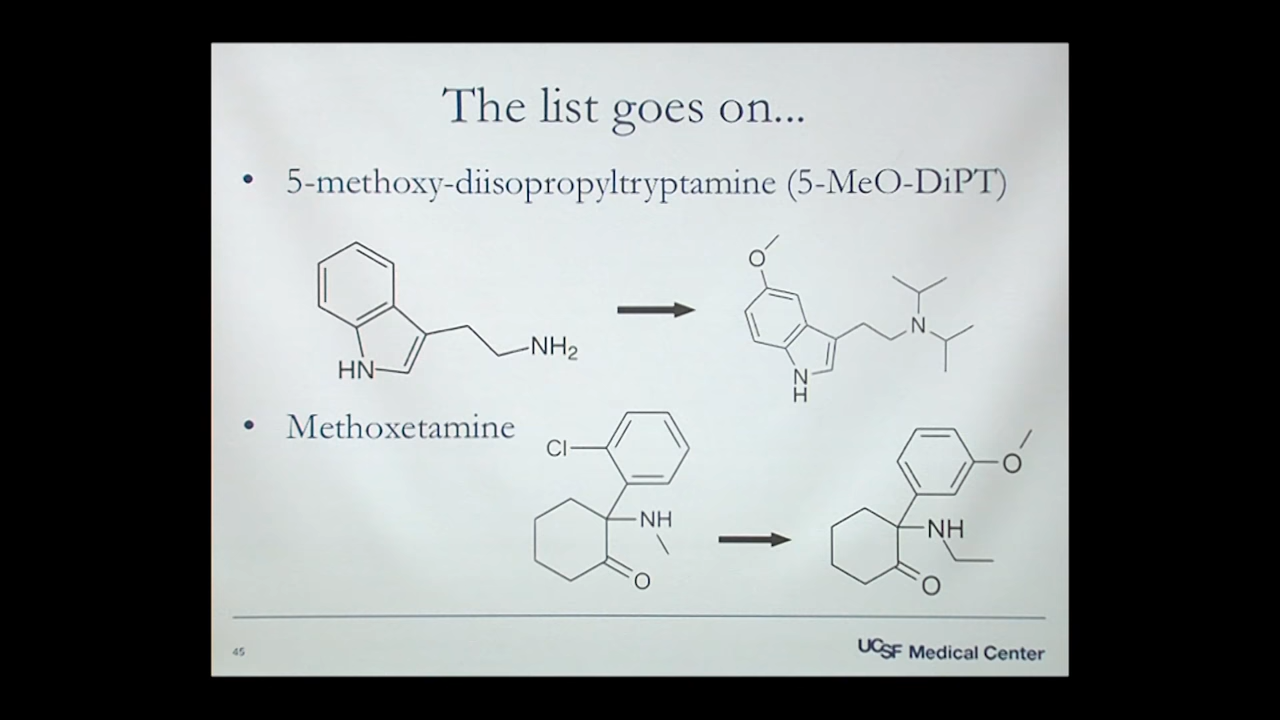 The list goes on...
• 5-methoxy-diisopropyltryptamine (5-MeO-DiPT)
O
HN
NH₂
N
N
H
• Methoxetamine
Cl
NH
O
O
NH
O
45
UCSF Medical Center